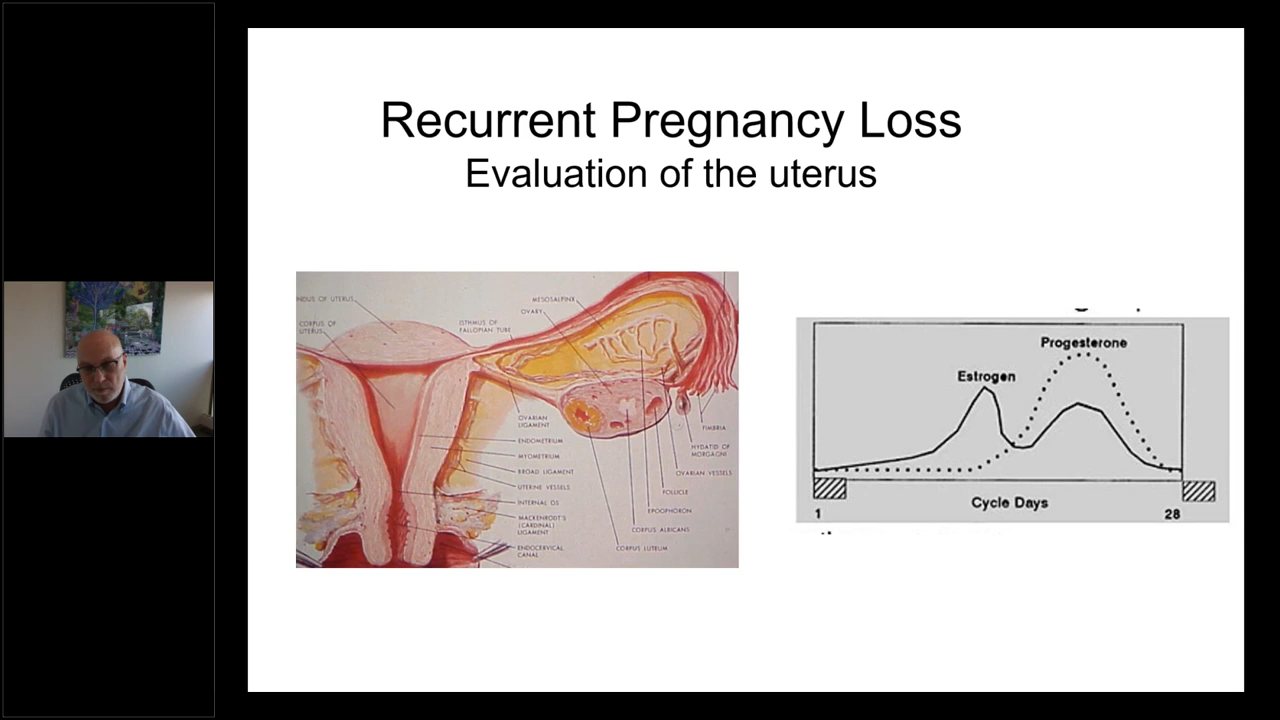 Recurrent Pregnancy Loss
Evaluation of the uterus
MESOSALPINX
OVARY
ISTHMUS OF
FALLOPIAN TUBE
OF UTERUS
CORPUS OF
UTERUS
OVARIAN
LIGAMENT
ENDOMETRIUM
MYOMETRIUM
BROAD LIGAMENT
UTERINE VESSELS
INTERNAL OS
MACKENRODT'S
(CARDINAL)
LIGAMENT
ENDOCERVICAL
CANAL
FIMBRIA
HYDATID OF
MORGAGNI
OVARIAN VESSELS
FOLLICLE
EPOOPHORON
CORPUS ALBICANS
CORPUS LUTEUM
Progesterone
Estrogen
Cycle Days
1
28